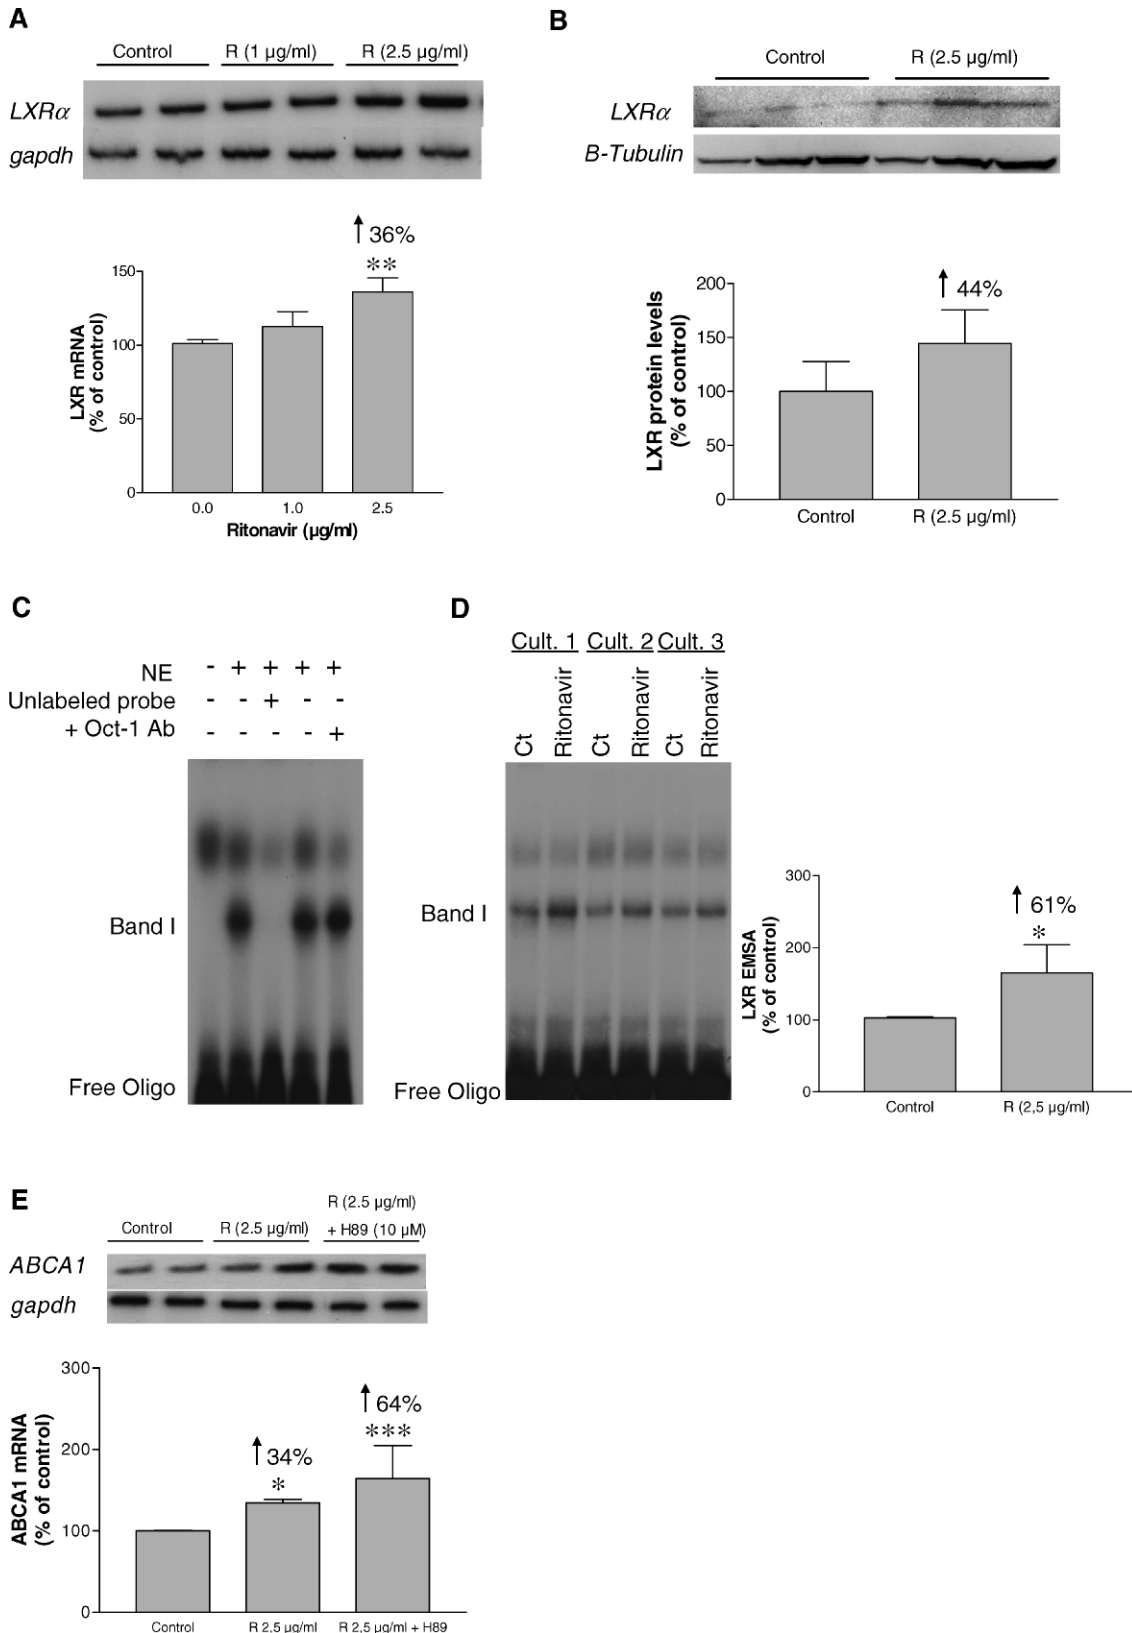 A
Control
R (1 µg/ml)
R (2.5 µg/ml)
LXRα
gapdh
↑ 36%
**
150
100
50
0
LXR mRNA
(% of control)
0.0
1.0
2.5
Ritonavir (µg/ml)
B
Control
R (2.5 µg/ml)
LXRα
B-Tubulin
↑ 44%
200
150
100
50
0
LXR protein levels
(% of control)
Control
R (2.5 µg/ml)
C
NE - + + + +
Unlabeled probe - - + - -
+ Oct-1 Ab - - - - +
Band I
Free Oligo
D
Cult. 1 Cult. 2 Cult. 3
Ct Ritonavir Ct Ritonavir Ct Ritonavir
Band I
Free Oligo
↑ 61%
*
300
200
100
0
LXR EMSA
(% of control)
Control
R (2,5 µg/ml)
E
Control
R (2.5 µg/ml)
R (2.5 µg/ml)
+ H89 (10 µM)
ABCA1
gapdh
↑ 64%
***
↑ 34%
*
300
200
100
0
ABCA1 mRNA
(% of control)
Control
R 2,5 µg/ml
R 2,5 µg/ml + H89